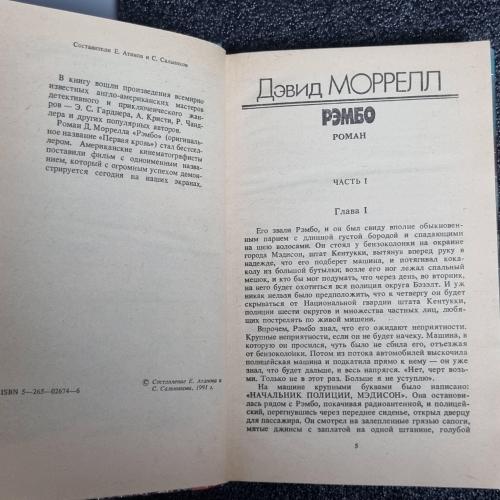 Составители Е. Атанов и С. Сальников
В книгу вошли произведения всемирно
известных англо-американских мастеров
детективного и приключенческого жан-
ров — Э. С. Гарднера, А. Кристи, Р. Чанд-
лера и других популярных авторов.
Роман Д. Моррелла «Рэмбо» (оригиналь-
ное название «Первая кровь») стал бестсел-
лером. Американские кинематографисты
поставили фильм с одноименным назва-
нием, который с огромным успехом демон-
стрируется сегодня на наших экранах.
ISBN 5—265—02674—6
© Составление Е. Атанова и
С. Сальникова, 1991 г.
Дэвид МОРРЕЛЛ
РЭМБО
РОМАН
ЧАСТЬ I
Глава I
Его звали Рэмбо, и он был с виду вполне обыкновен-
ным парнем с длинной густой бородой и спадающими
на шею волосами. Он стоял у бензоколонки на окраине
города Мэдисон, штат Кентукки, вытянув вперед руку в
надежде, что его подберет машина, и потягивал кока-
колу из большой бутылки; возле его ног лежал спальный
мешок, и кто бы мог подумать, что через день, во вторник,
на него будет охотиться вся полиция округа Бэзэлт. И уж
никак нельзя было предположить, что к четвергу он будет
скрываться от Национальной гвардии штата Кентукки,
полиции шести округов и множества частных лиц, любя-
щих пострелять по живой мишени.
Впрочем, Рэмбо знал, что его ожидают неприятности.
Крупные неприятности, если он не будет начеку. Машина, в
которую он просился, чуть было не сбила его, отъезжая
от бензоколонки. Потом из потока автомобилей выскочила
полицейская машина и подкатила прямо к нему — он знал,
что будет дальше, и весь напрягся. «Нет, черт возь-
ми. Только не в этот раз. Больше я не уступлю».
На машине крупными буквами было написано:
«НАЧАЛЬНИК ПОЛИЦИИ, МЭДИСОН». Она останови-
лась рядом с Рэмбо, покачивая радиоантенной, и полицей-
ский, перегнувшись через переднее сиденье, открыл дверцу
для пассажира. Он смотрел на залепленные грязью сапоги,
мятые джинсы с заплатой на одной штанине, голубой
5